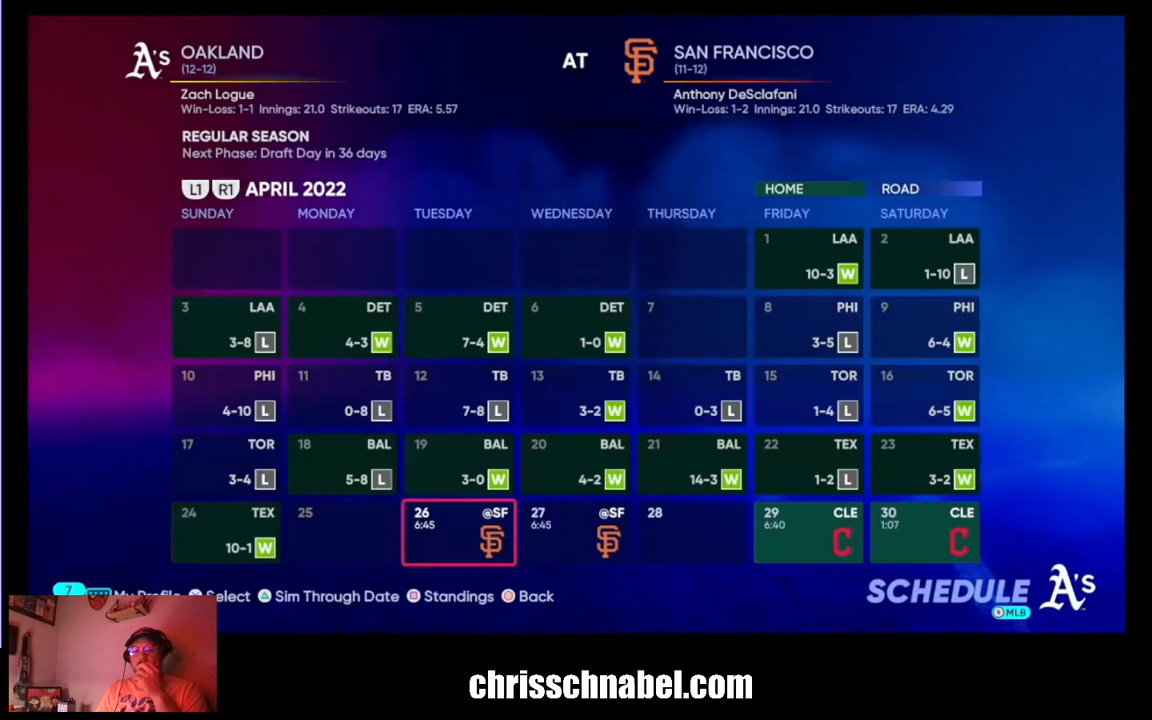 A's OAKLAND
(12-12)
AT
SF SAN FRANCISCO
(11-12)
Zach Logue
Win-Loss: 1-1 Innings: 21.0 Strikeouts: 17 ERA: 5.57
Anthony DeSclafani
Win-Loss: 1-2 Innings: 21.0 Strikeouts: 17 ERA: 4.29
REGULAR SEASON
Next Phase: Draft Day in 36 days
L1 R1 APRIL 2022
HOME ROAD
SUNDAY MONDAY TUESDAY WEDNESDAY THURSDAY FRIDAY SATURDAY
1 LAA 2 LAA
10-3 W 1-10 L
3 LAA 4 DET 5 DET 6 DET 7 8 PHI 9 PHI
3-8 L 4-3 W 7-4 W 1-0 W 3-5 L 6-4 W
10 PHI 11 TB 12 TB 13 TB 14 TB 15 TOR 16 TOR
4-10 L 0-8 L 7-8 L 3-2 W 0-3 L 1-4 L 6-5 W
17 TOR 18 BAL 19 BAL 20 BAL 21 BAL 22 TEX 23 TEX
3-4 L 5-8 L 3-0 W 4-2 W 14-3 W 1-2 L 3-2 W
24 TEX 25 26 @SF 27 @SF 28 29 CLE 30 CLE
6:45 6:45 6:40 1:07
10-1 W SF SF C C
7 My Profile Select Sim Through Date Standings Back
SCHEDULE A's
R MLB
chrisschnabel.com